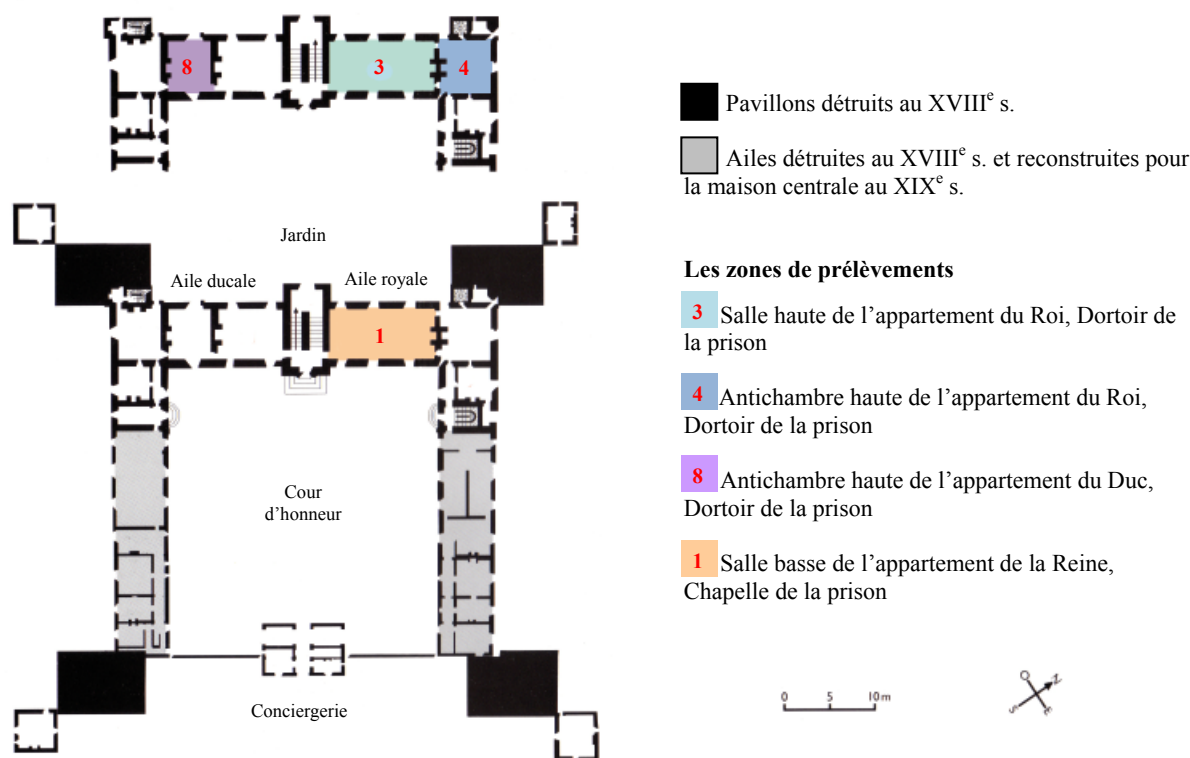 8
3
4
Jardin
Aile ducale
Aile royale
1
Cour
d’honneur
Conciergerie
Pavillons détruits au XVIIIe s.
Ailes détruites au XVIIIe s. et reconstruites pour
la maison centrale au XIXe s.
Les zones de prélèvements
3 Salle haute de l’appartement du Roi, Dortoir de
la prison
4 Antichambre haute de l’appartement du Roi,
Dortoir de la prison
8 Antichambre haute de l’appartement du Duc,
Dortoir de la prison
1 Salle basse de l’appartement de la Reine,
Chapelle de la prison
0 5 10m
O N
S E